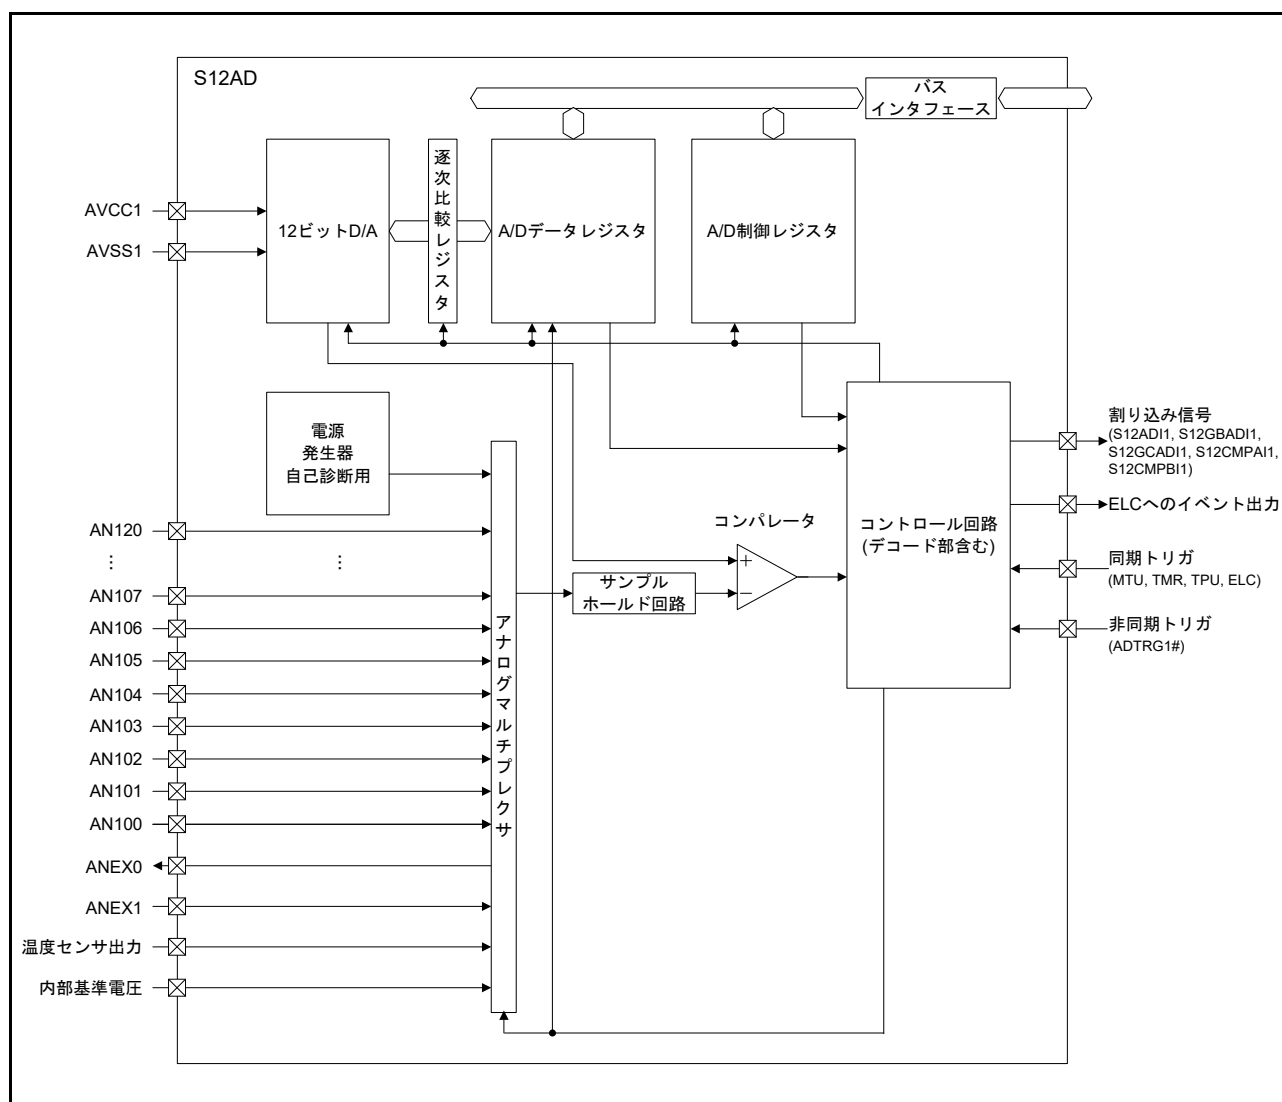 S12AD
バス
インタフェース
AVCC1
AVSS1
12ビットD/A
逐次比較レジスタ
A/Dデータレジスタ
A/D制御レジスタ
電源
発生器
自己診断用
割り込み信号
(S12ADI1, S12GBADI1,
S12GCADI1, S12CMPAI1,
S12CMPBI1)
ELCへのイベント出力
同期トリガ
(MTU, TMR, TPU, ELC)
非同期トリガ
(ADTRG1#)
コントロール回路
(デコード部含む)
コンパレータ
+
−
サンプル
ホールド回路
アナログマルチプレクサ
AN120
⋮
⋮
AN107
AN106
AN105
AN104
AN103
AN102
AN101
AN100
ANEX0
ANEX1
温度センサ出力
内部基準電圧